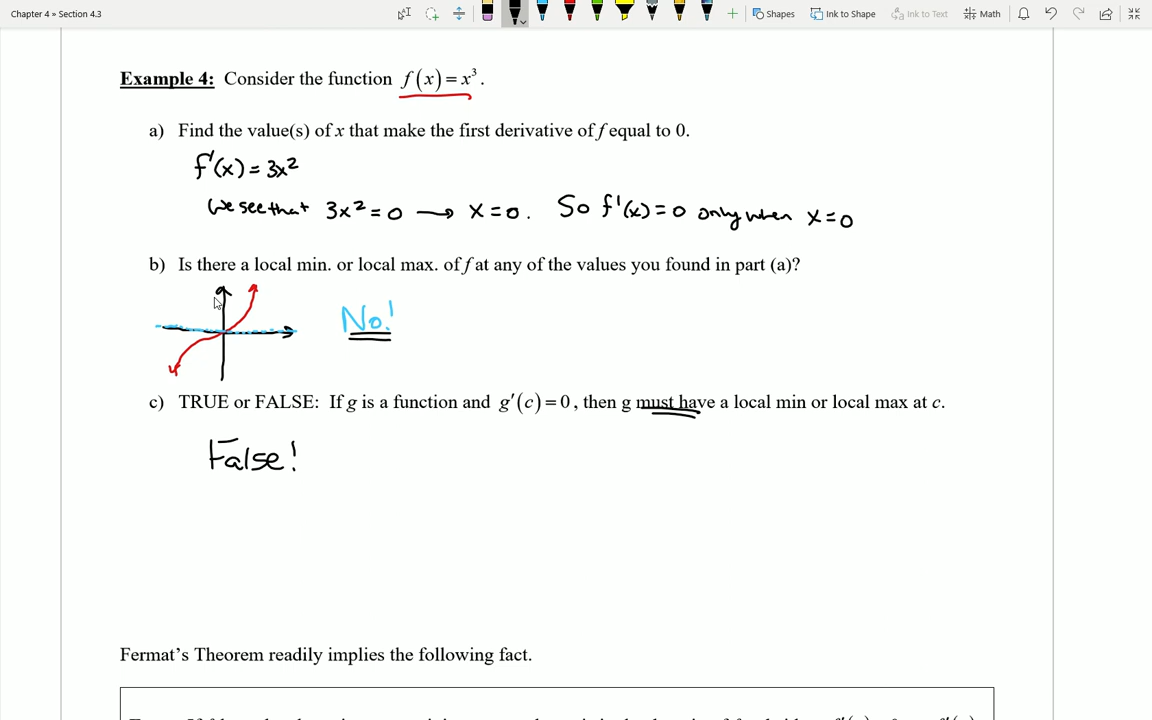 Chapter 4 » Section 4.3
Shapes Ink to Shape Ink to Text Math
Example 4: Consider the function f(x)=x³.
a) Find the value(s) of x that make the first derivative of f equal to 0.
f'(x)=3x²
We see that 3x²=0 → x=0. So f'(x)=0 only when x=0
b) Is there a local min. or local max. of f at any of the values you found in part (a)?
No!
c) TRUE or FALSE: If g is a function and g′(c)=0, then g must have a local min or local max at c.
False!
Fermat's Theorem readily implies the following fact.